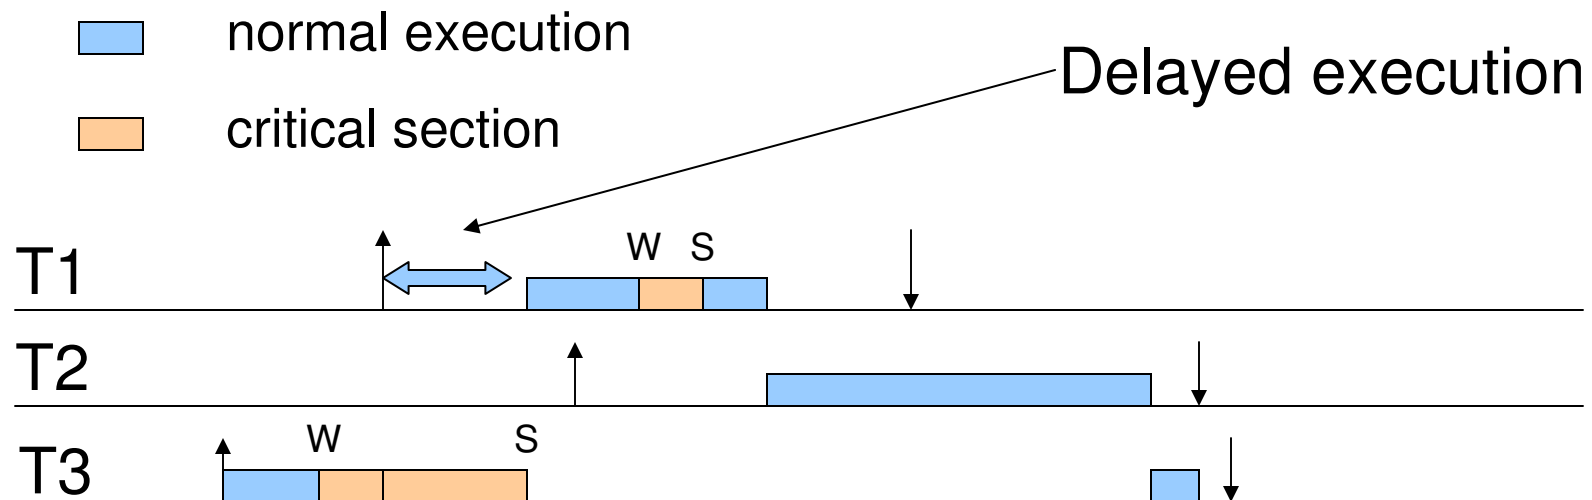 normal execution
Delayed execution
critical section
W S
T1
T2
W S
T3